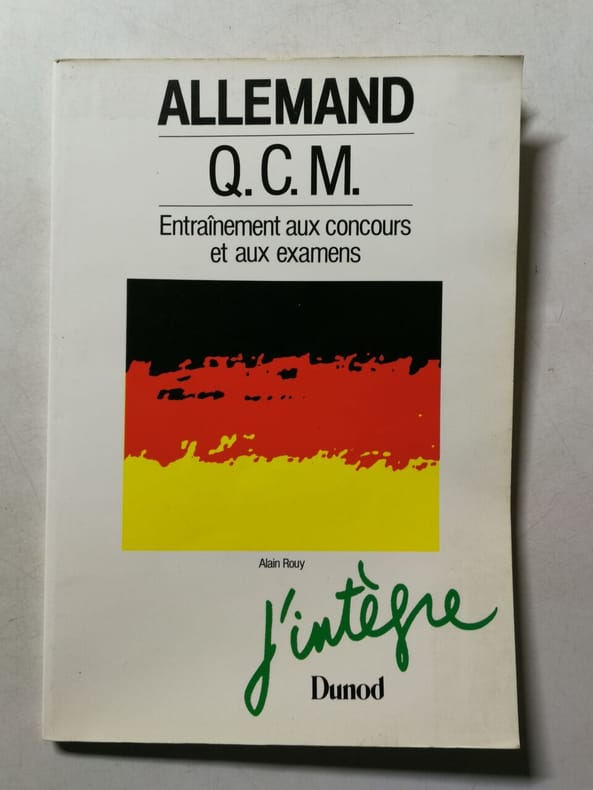 ALLEMAND
Q.C.M.
Entraînement aux concours
et aux examens
Alain Rouy
j'intègre
Dunod